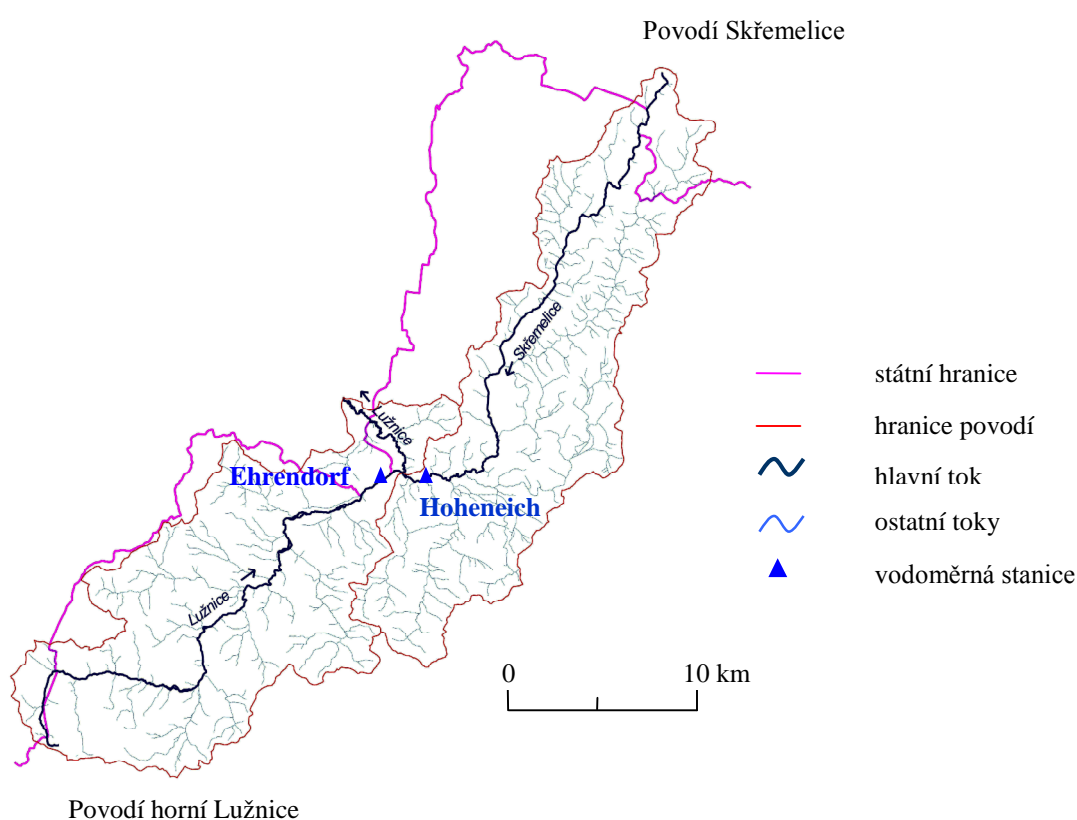 Povodí Skřemelice
Skřemelice
Lužnice
Ehrendorf
Hoheneich
Lužnice
státní hranice
hranice povodí
hlavní tok
ostatní toky
vodoměrná stanice
0 10 km
Povodí horní Lužnice